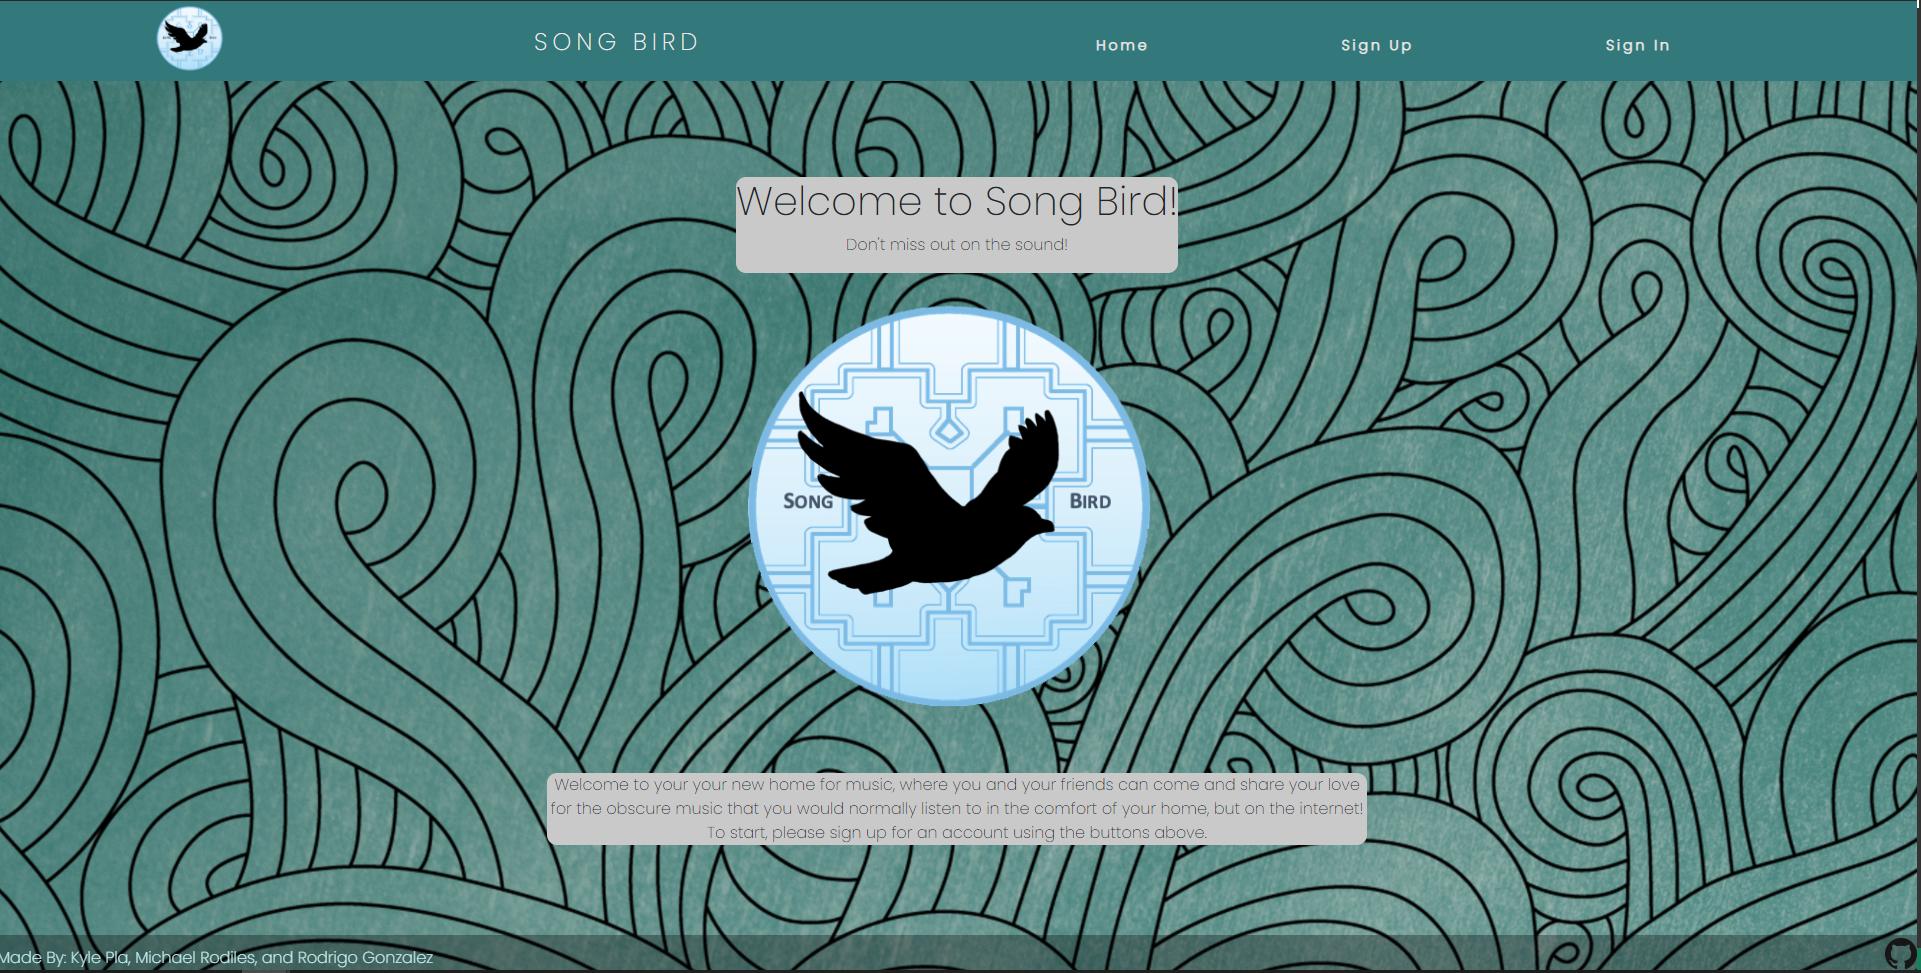 SONG BIRD
Home
Sign Up
Sign In
Welcome to Song Bird!
Don't miss out on the sound!
SONG
BIRD
Welcome to your your new home for music, where you and your friends can come and share your love
for the obscure music that you would normally listen to in the comfort of your home, but on the internet!
To start, please sign up for an account using the buttons above.
Made By: Kyle Pla, Michael Rodiles, and Rodrigo Gonzalez